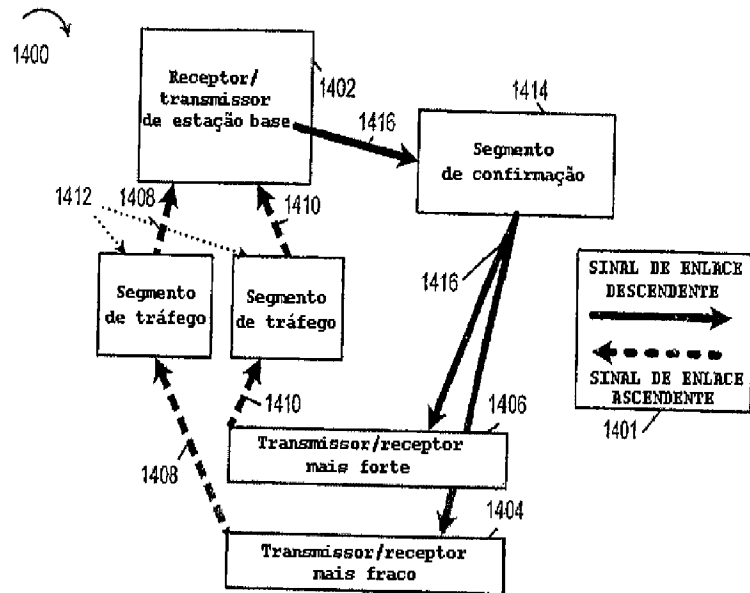 1400
Receptor/
transmissor
de estação base
1402
1416
1414
Segmento
de confirmação
1412
1408
1410
Segmento
de tráfego
Segmento
de tráfego
1416
SINAL DE ENLACE
DESCENDENTE
SINAL DE ENLACE
ASCENDENTE
1401
1410
1406
Transmissor/receptor
mais forte
1408
1404
Transmissor/receptor
mais fraco